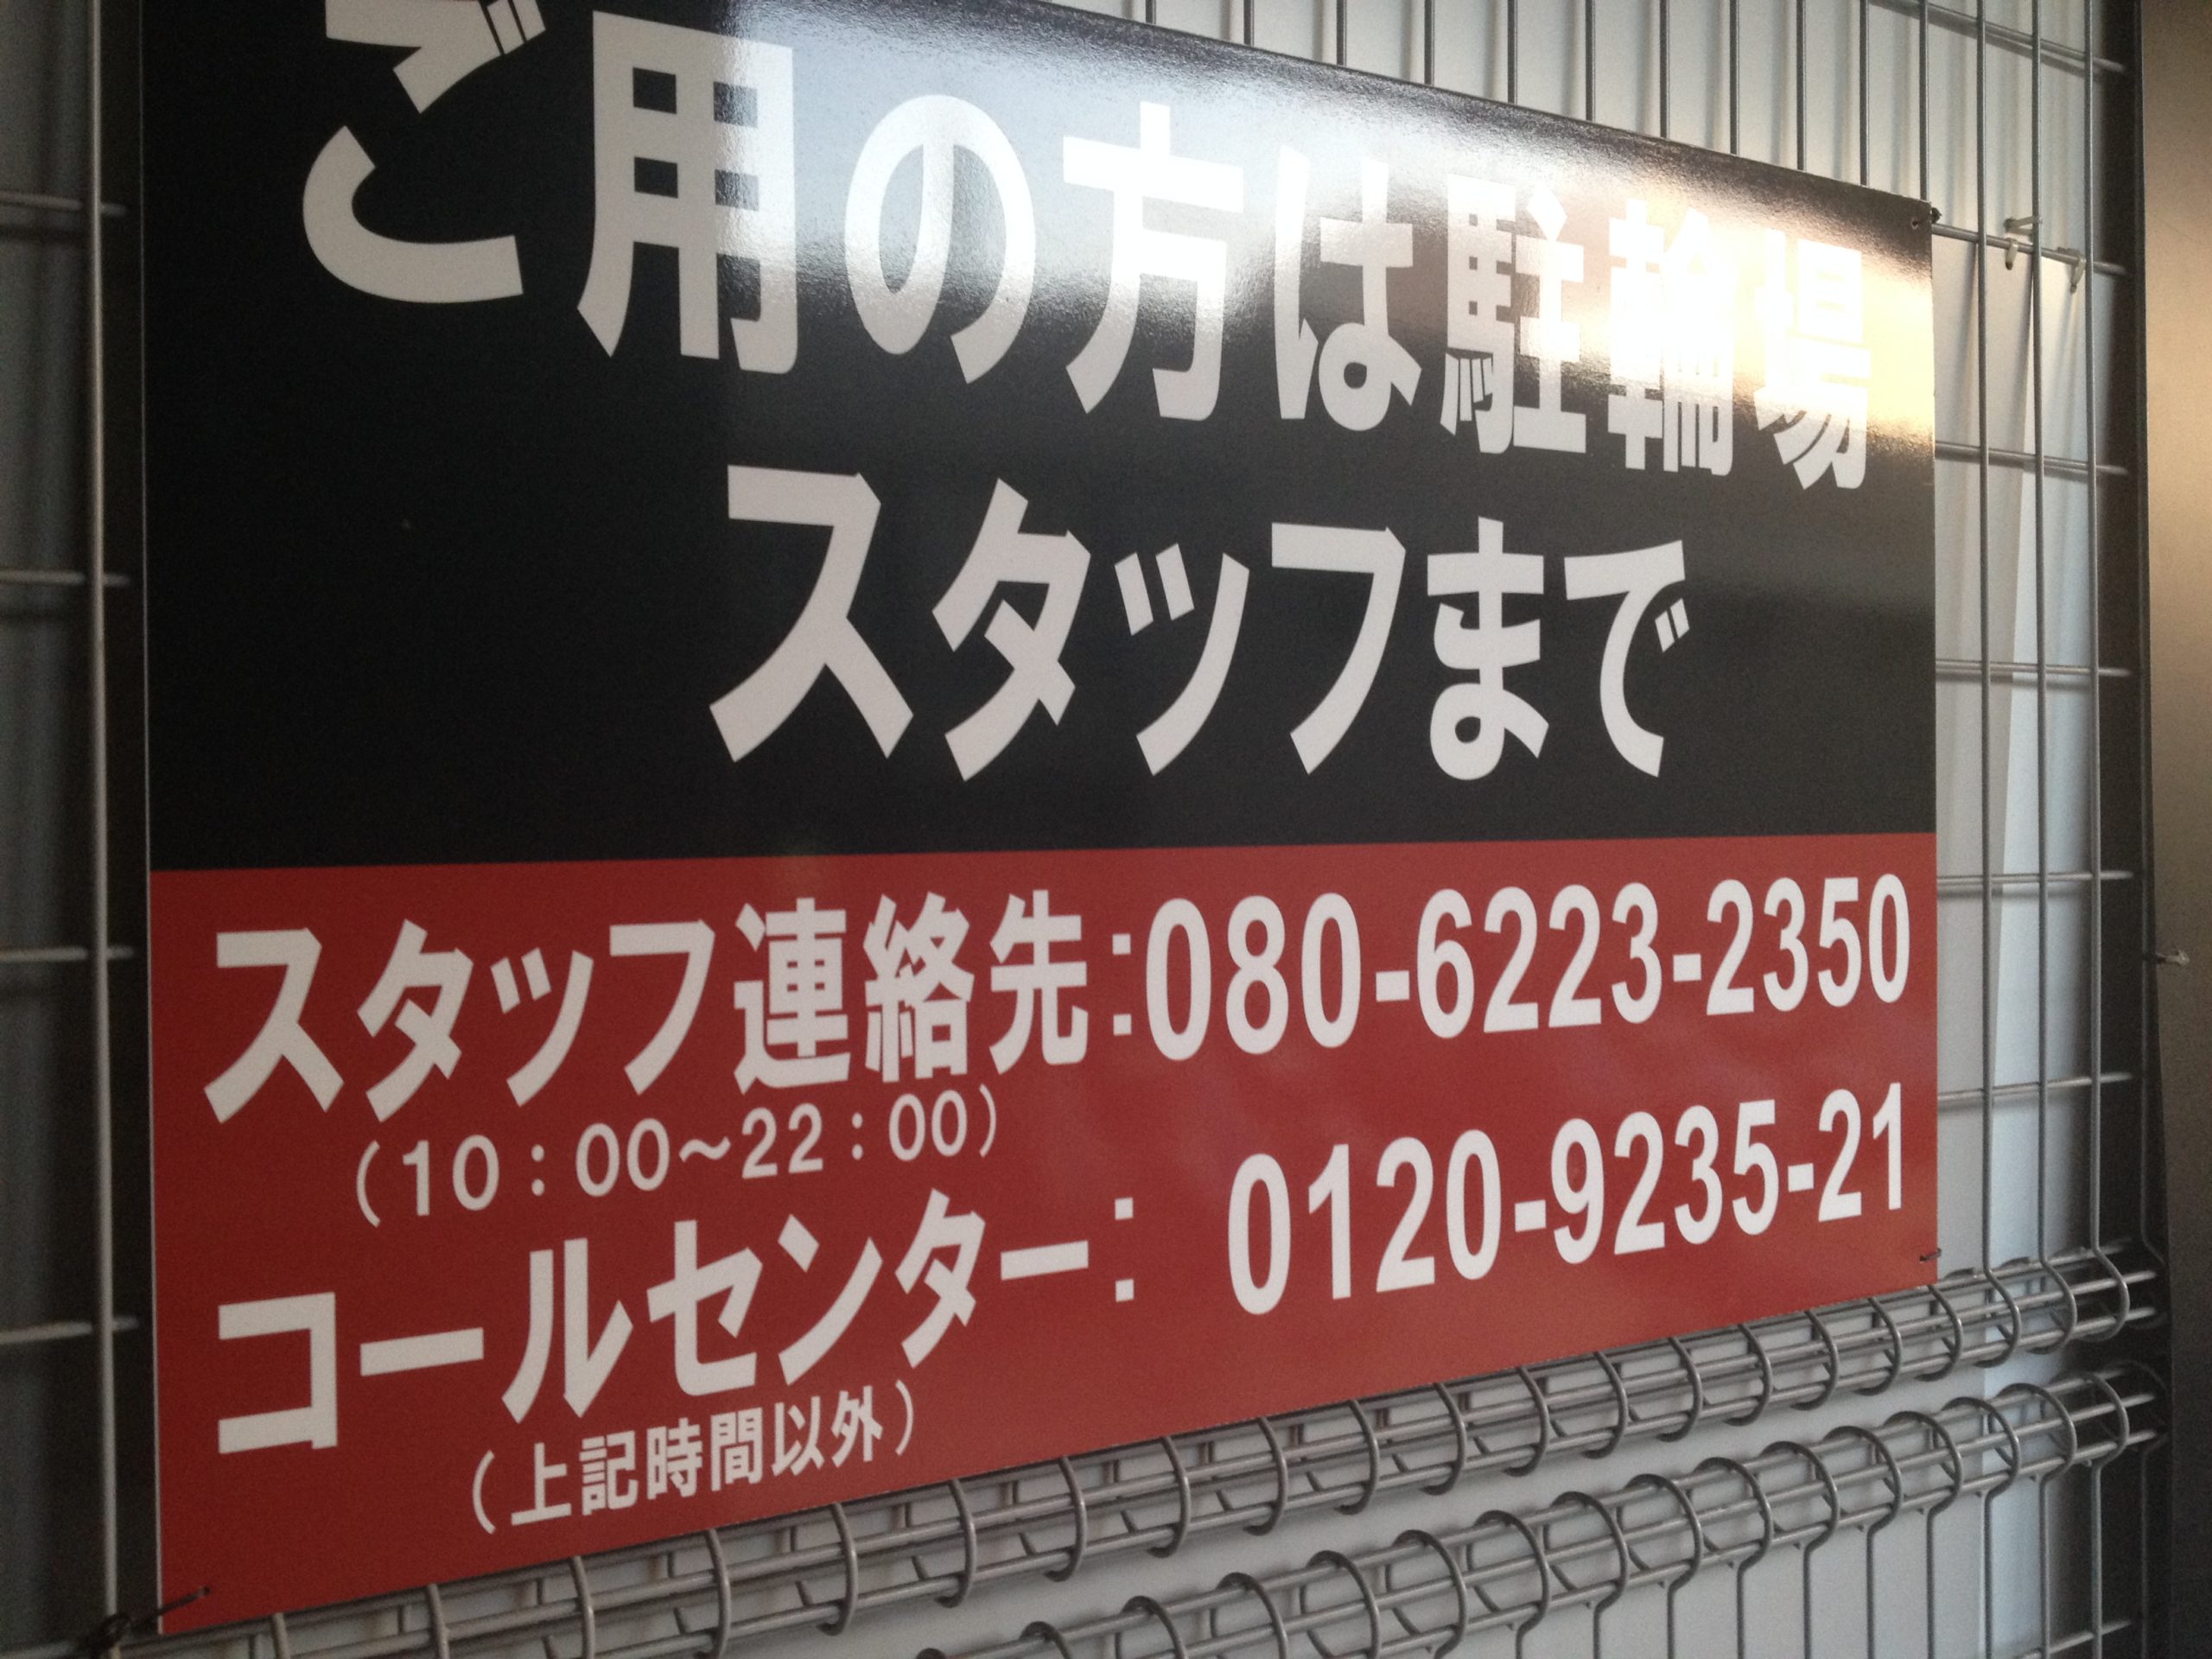 ご用の方は駐輪場
スタッフまで
スタッフ連絡先:080-6223-2350
(10:00～22:00)
コールセンター: 0120-9235-21
(上記時間以外)